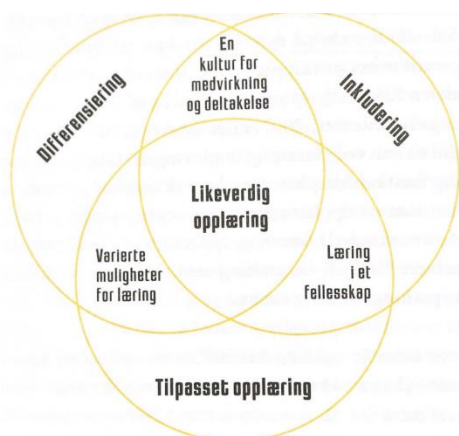 En
kultur for
medvirkning
og deltakelse
Differensiering
Inkludering
Likeverdig
opplæring
Varierte
muligheter
for læring
Læring
i et
fellesskap
Tilpasset opplæring